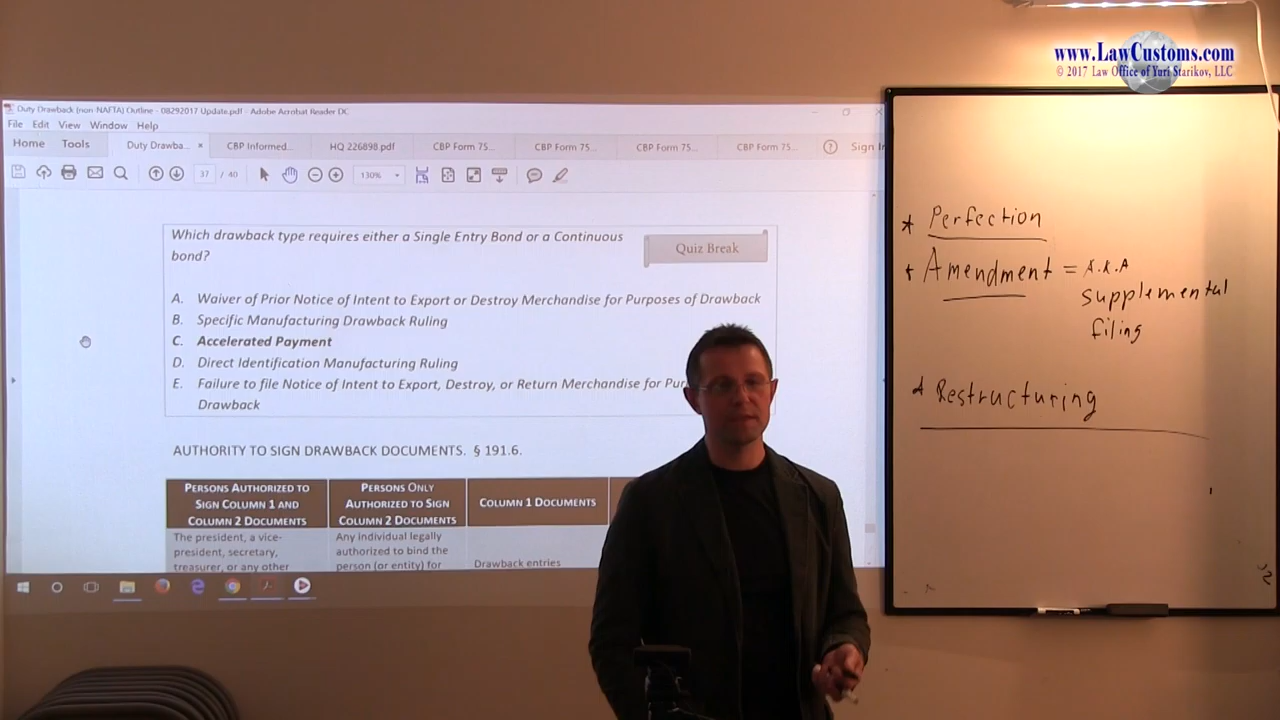 www.LawCustoms.com
© 2017 Law Office of Yuri Starikov, LLC
Duty Drawback (non-NAFTA) Outline - 08292017 Update.pdf - Adobe Acrobat Reader DC
File Edit View Window Help
Home Tools Duty Drawba... × CBP Informed... HQ 226898.pdf CBP Form 75... CBP Form 75... CBP Form 75... CBP Form 75... Sign In
37 / 40 130%
Which drawback type requires either a Single Entry Bond or a Continuous
bond?
Quiz Break
A. Waiver of Prior Notice of Intent to Export or Destroy Merchandise for Purposes of Drawback
B. Specific Manufacturing Drawback Ruling
C. Accelerated Payment
D. Direct Identification Manufacturing Ruling
E. Failure to file Notice of Intent to Export, Destroy, or Return Merchandise for Pur
Drawback
AUTHORITY TO SIGN DRAWBACK DOCUMENTS. § 191.6.
PERSONS AUTHORIZED TO
SIGN COLUMN 1 AND
COLUMN 2 DOCUMENTS
PERSONS ONLY
AUTHORIZED TO SIGN
COLUMN 2 DOCUMENTS
COLUMN 1 DOCUMENTS
The president, a vice-
president, secretary,
treasurer, or any other
Any individual legally
authorized to bind the
person (or entity) for
Drawback entries
* Perfection
* Amendment = A.K.A
supplemental
filing
* Restructuring